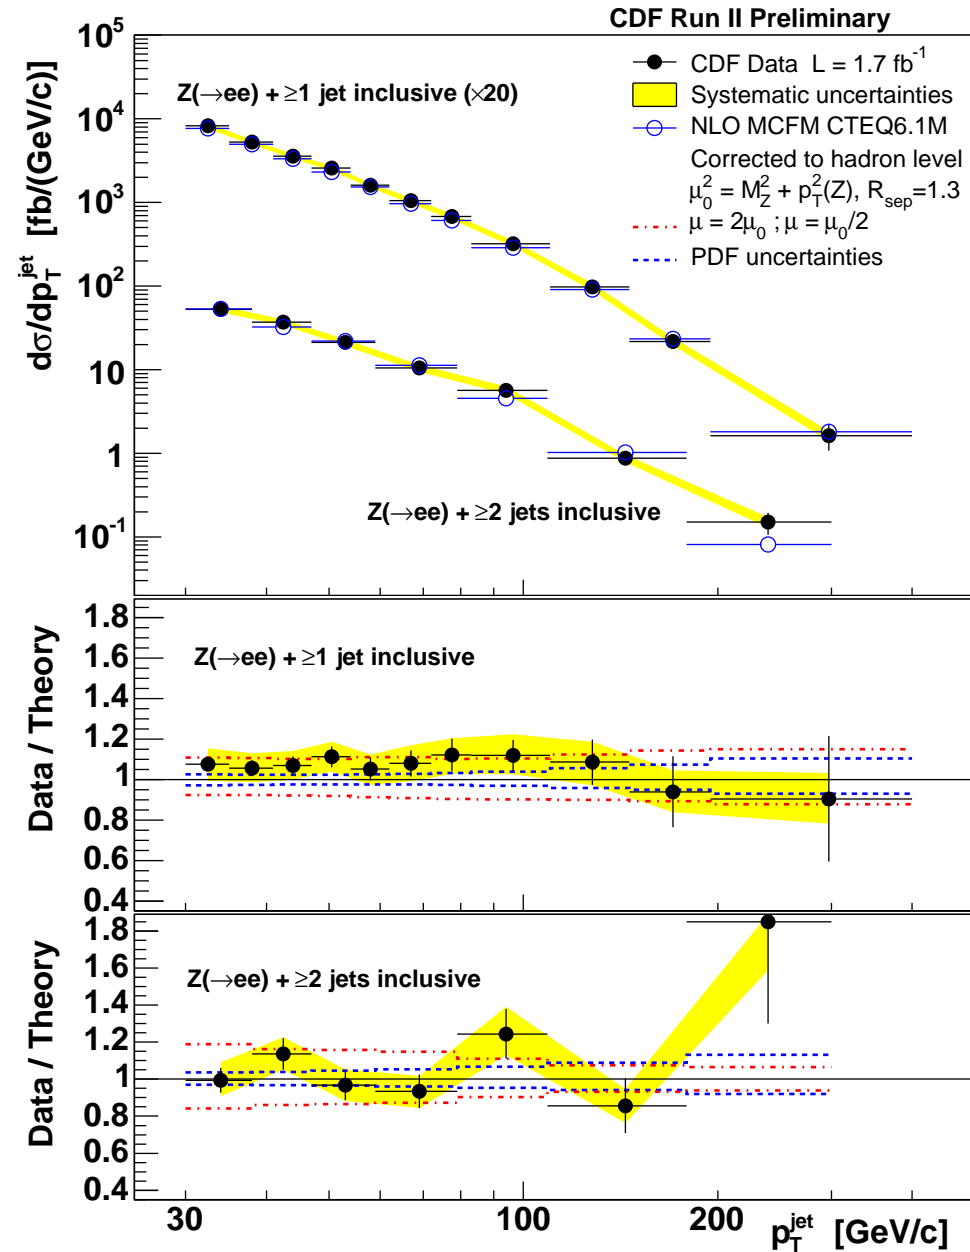 CDF Run II Preliminary
dσ/dp_T^jet [fb/(GeV/c)]
10^5
10^4
10^3
10^2
10
1
10^-1
Z(→ee) + ≥1 jet inclusive (×20)
CDF Data L = 1.7 fb^-1
Systematic uncertainties
NLO MCFM CTEQ6.1M
Corrected to hadron level
μ_0^2 = M_Z^2 + p_T^2(Z), R_sep=1.3
μ = 2μ_0 ; μ = μ_0/2
PDF uncertainties
Z(→ee) + ≥2 jets inclusive
Data / Theory
1.8
1.6
1.4
1.2
1
0.8
0.6
0.4
Z(→ee) + ≥1 jet inclusive
Data / Theory
1.8
1.6
1.4
1.2
1
0.8
0.6
0.4
Z(→ee) + ≥2 jets inclusive
30
100
200
p_T^jet [GeV/c]